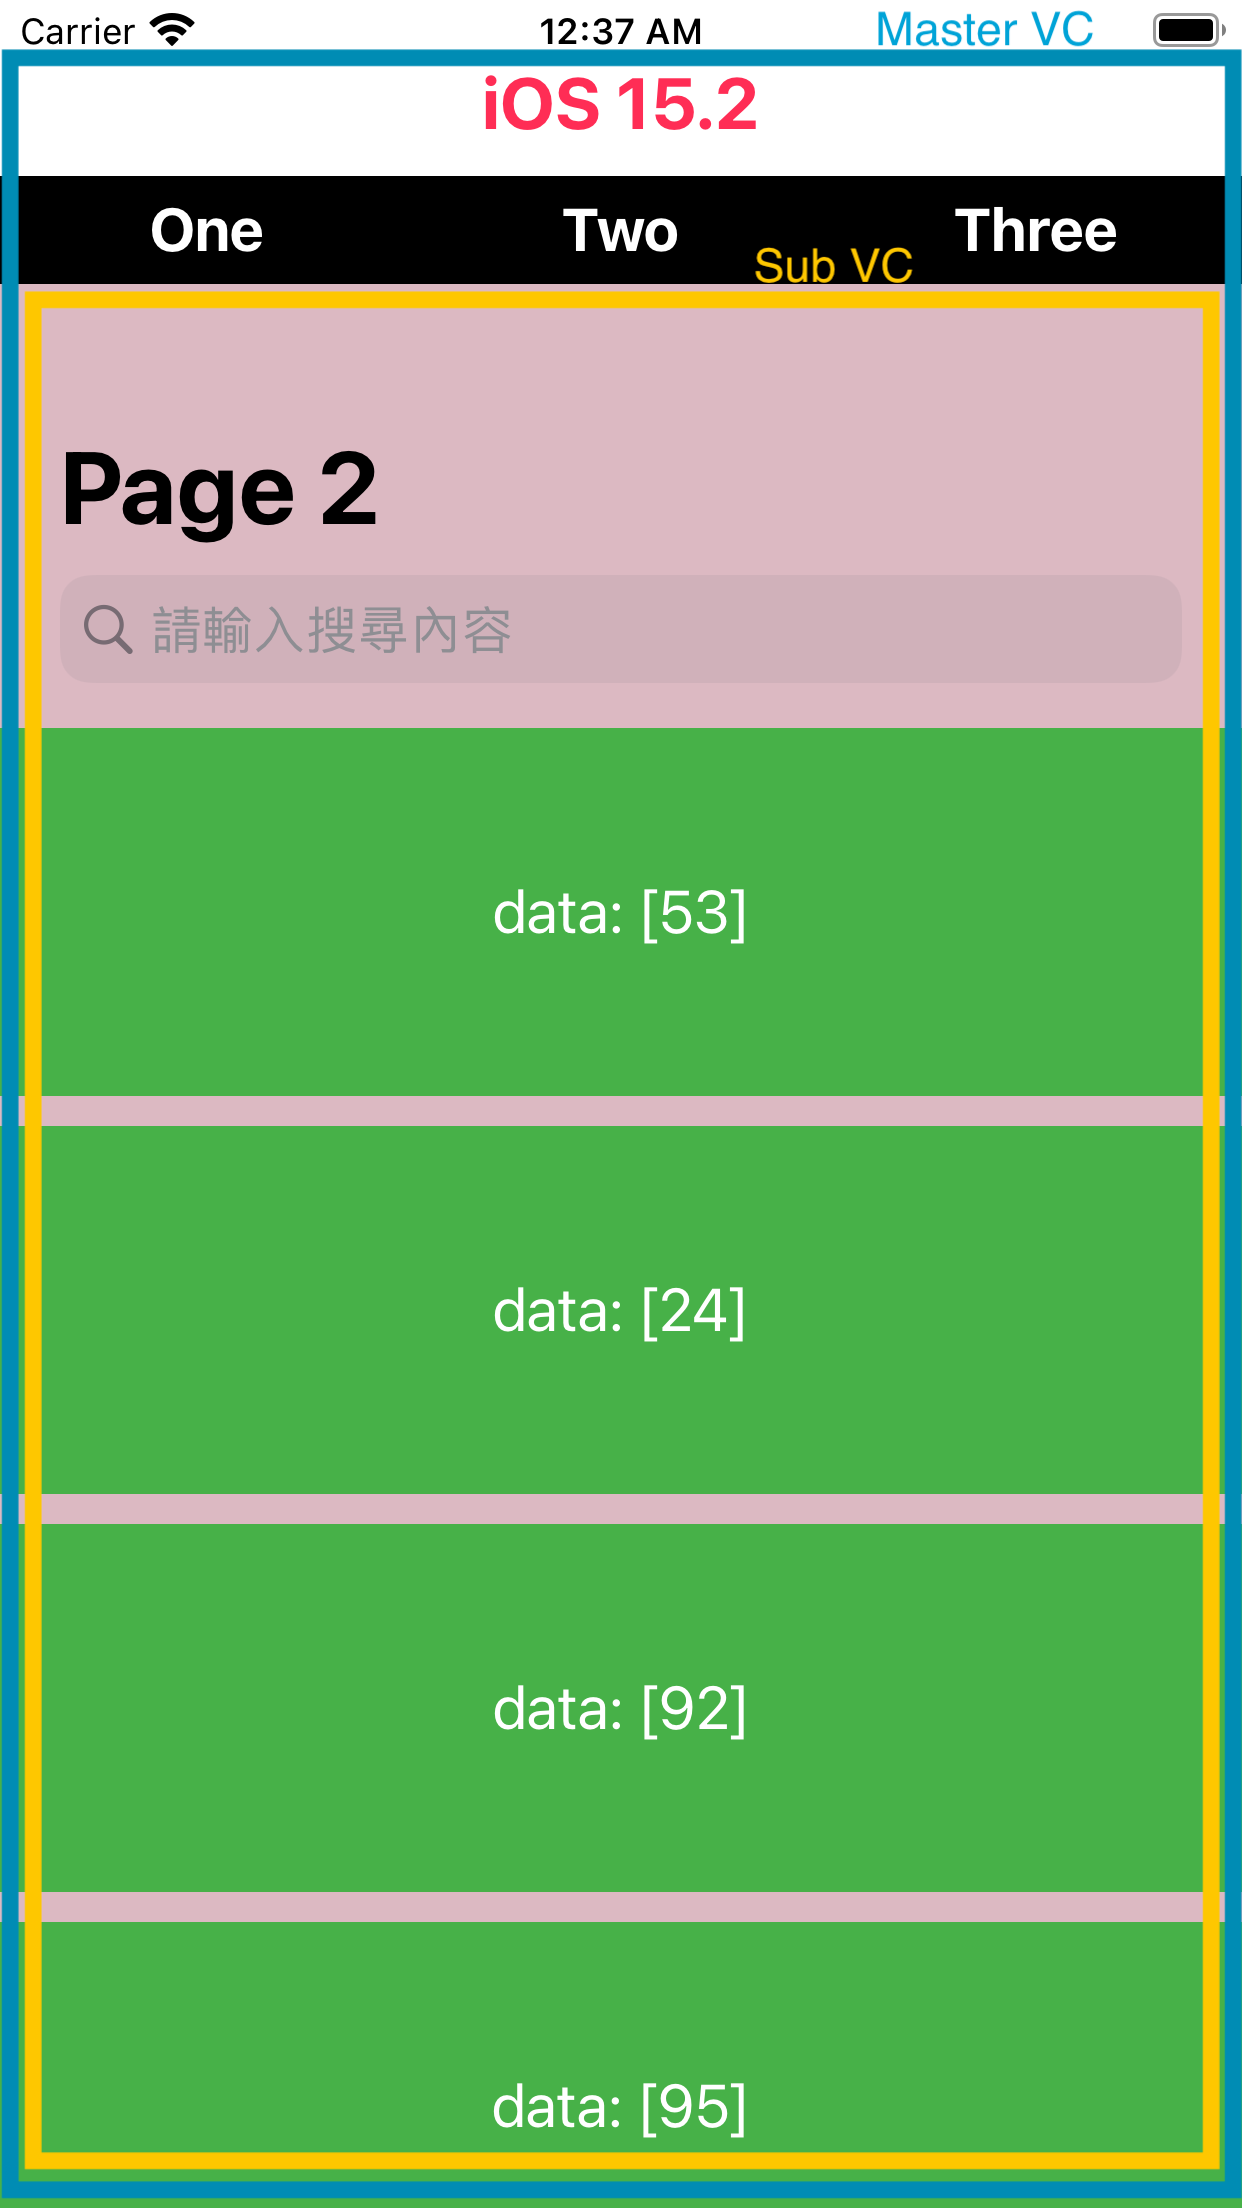 Carrier 12:37 AM Master VC
iOS 15.2
One Two Three
Sub VC
Page 2
請輸入搜尋內容
data: [53]
data: [24]
data: [92]
data: [95]